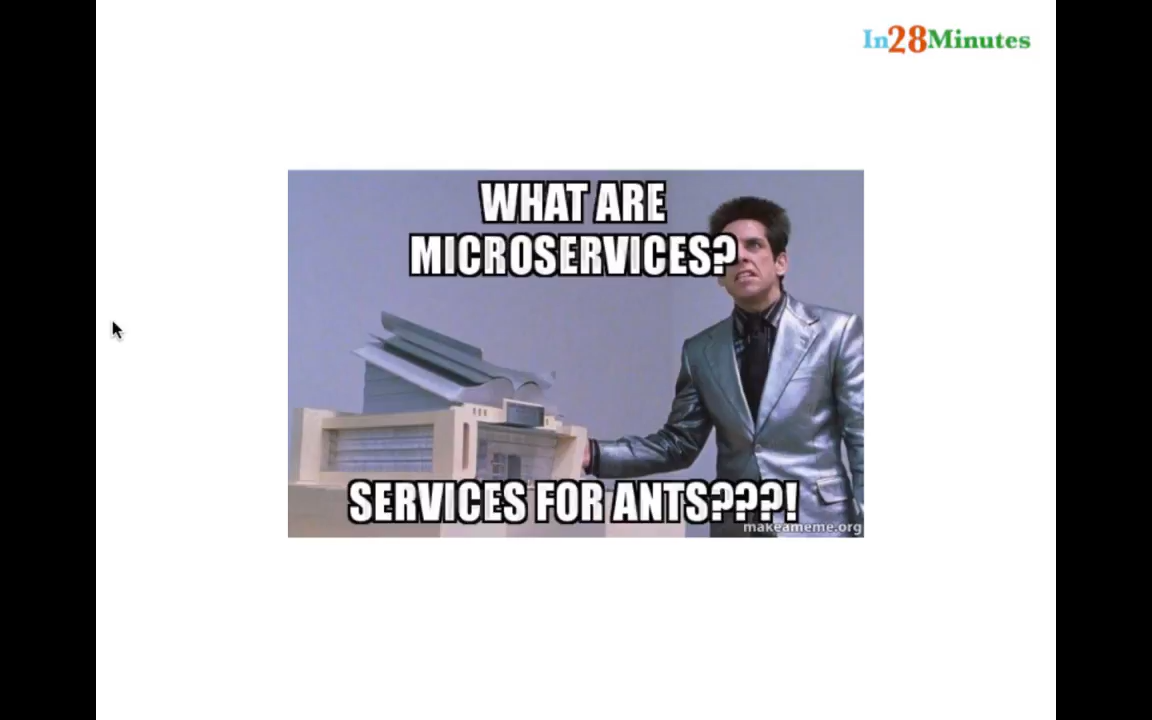 In28Minutes
WHAT ARE
MICROSERVICES?
SERVICES FOR ANTS???!
makeameme.org